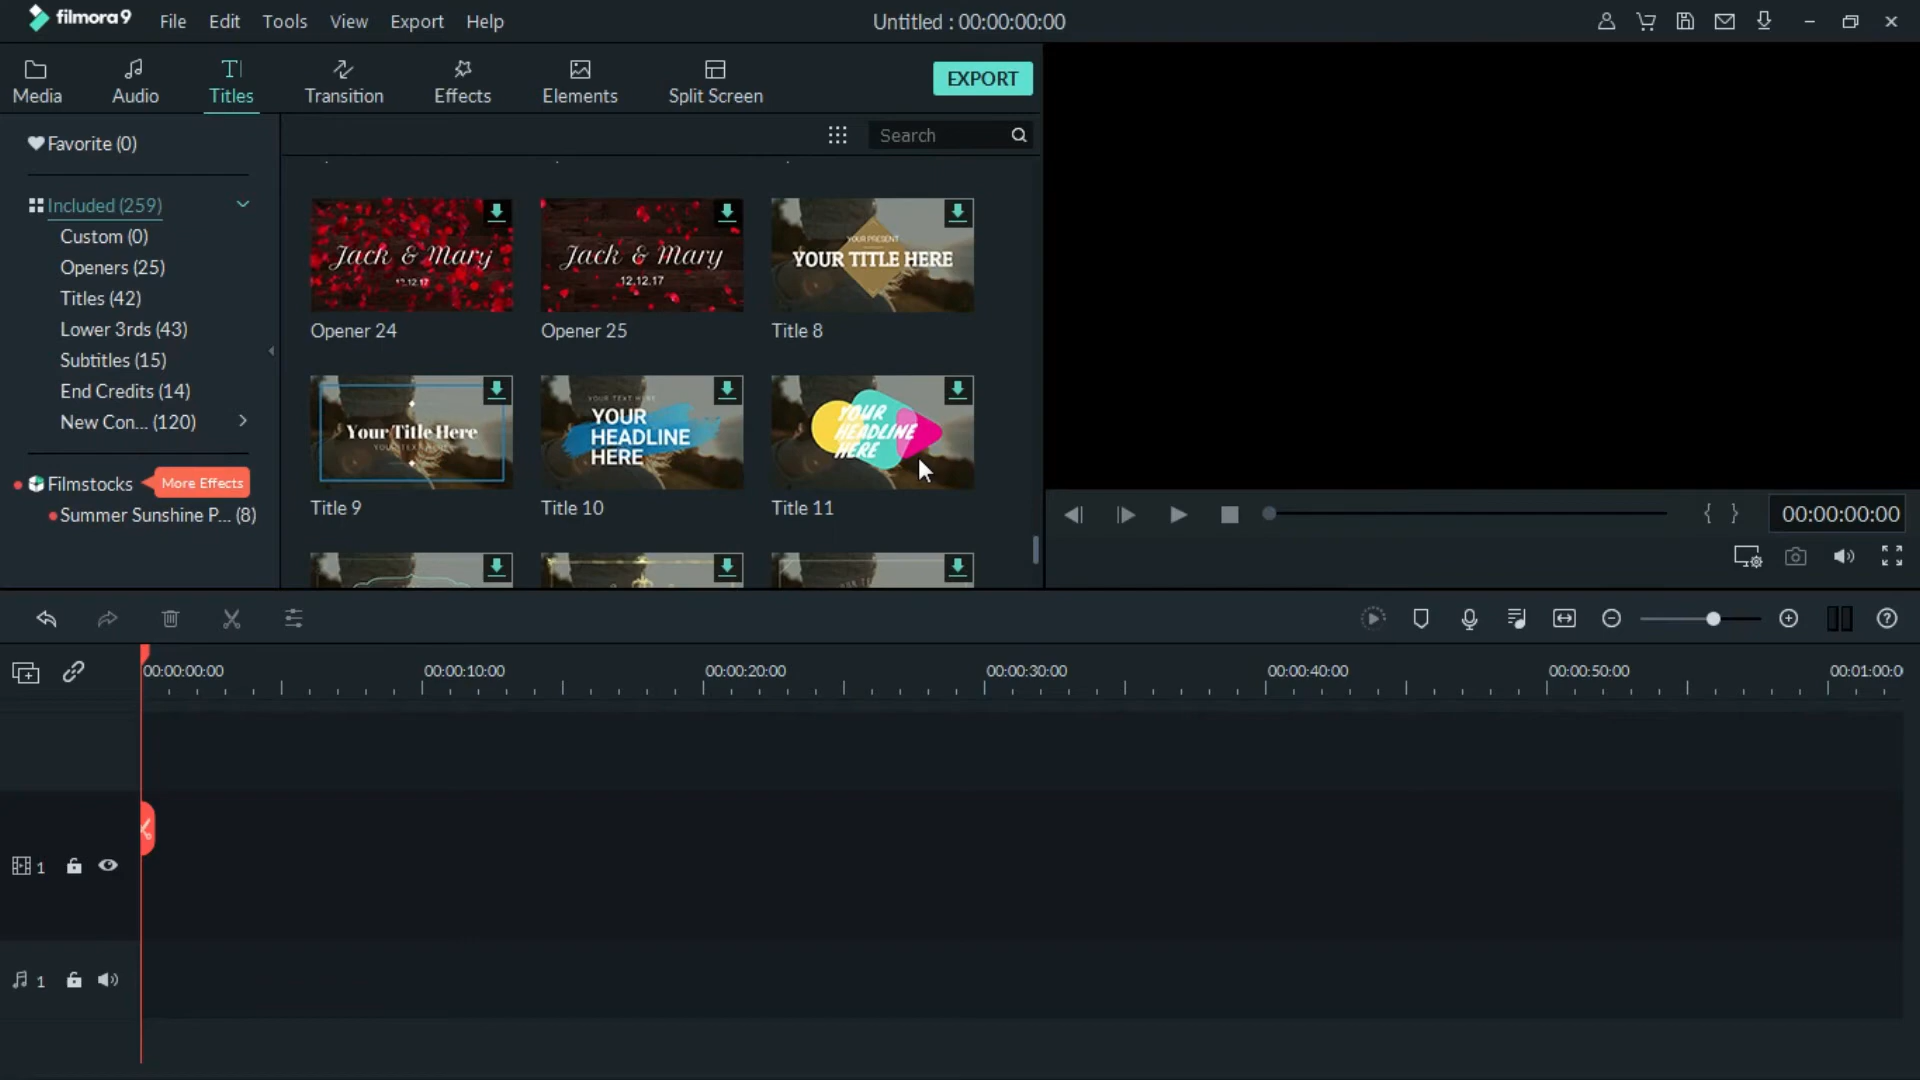 filmora9 File Edit Tools View Export Help Untitled : 00:00:00:00
Media Audio Titles Transition Effects Elements Split Screen EXPORT
Favorite (0)
Search
Included (259)
Custom (0)
Openers (25)
Titles (42)
Lower 3rds (43)
Subtitles (15)
End Credits (14)
New Con... (120)
Filmstocks More Effects
Summer Sunshine P... (8)
Jack & Mary
12.12.17
Opener 24
Jack & Mary
12.12.17
Opener 25
YOUR PRESENT
YOUR TITLE HERE
Title 8
Your Title Here
Title 9
YOUR TEXT HERE
YOUR
HEADLINE
HERE
Title 10
YOUR
HEADLINE
HERE
Title 11
{ } 00:00:00:00
00:00:00:00 00:00:10:00 00:00:20:00 00:00:30:00 00:00:40:00 00:00:50:00 00:01:00:0
1
1